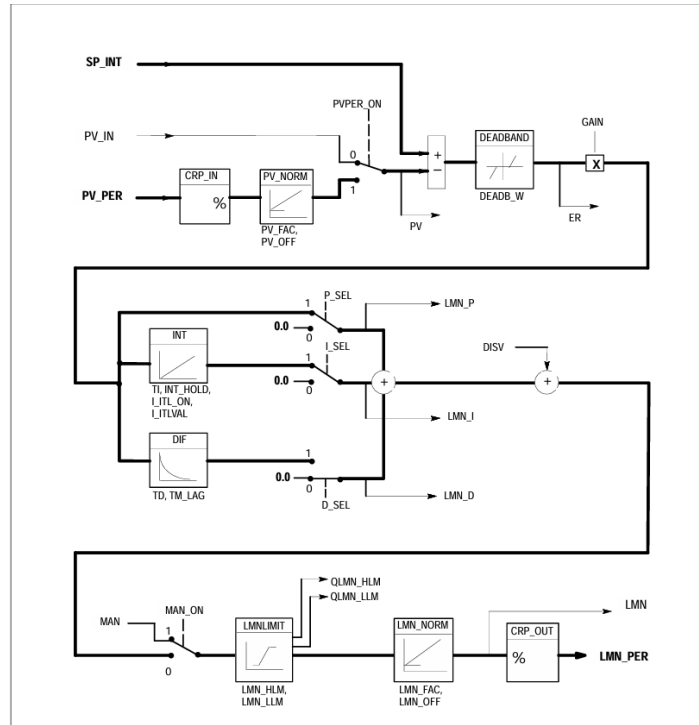 SP_INT
PVPER_ON
GAIN
PV_IN
DEADBAND
0
+
CRP_IN
PV_NORM
−
X
PV_PER
%
1
DEADB_W
ER
PV_FAC,
PV_OFF
PV
P_SEL
1
LMN_P
0.0
0
INT
I_SEL
DISV
1
0.0
+
+
0
TI, INT_HOLD,
I_ITL_ON,
I_ITLVAL
LMN_I
DIF
1
0.0
LMN_D
0
TD, TM_LAG
D_SEL
QLMN_HLM
QLMN_LLM
MAN_ON
LMN
MAN
LMNLIMIT
LMN_NORM
CRP_OUT
1
%
LMN_PER
0
LMN_HLM,
LMN_LLM
LMN_FAC,
LMN_OFF